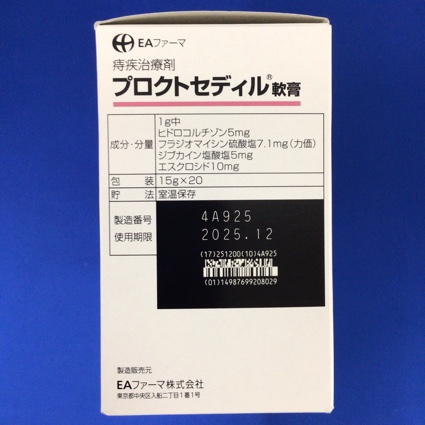 EAファーマ
痔疾治療剤
プロクトセディル®軟膏
成分・分量
1g中
ヒドロコルチゾン5mg
フラジオマイシン硫酸塩7.1mg(力価)
ジブカイン塩酸塩5mg
エスクロシド10mg
包 装 15g×20
貯 法 室温保存
製造番号 4A925
使用期限 2025.12
(17)251200(10)4A925
(01)14987699208029
製造販売元
EAファーマ株式会社
東京都中央区入船二丁目1番1号